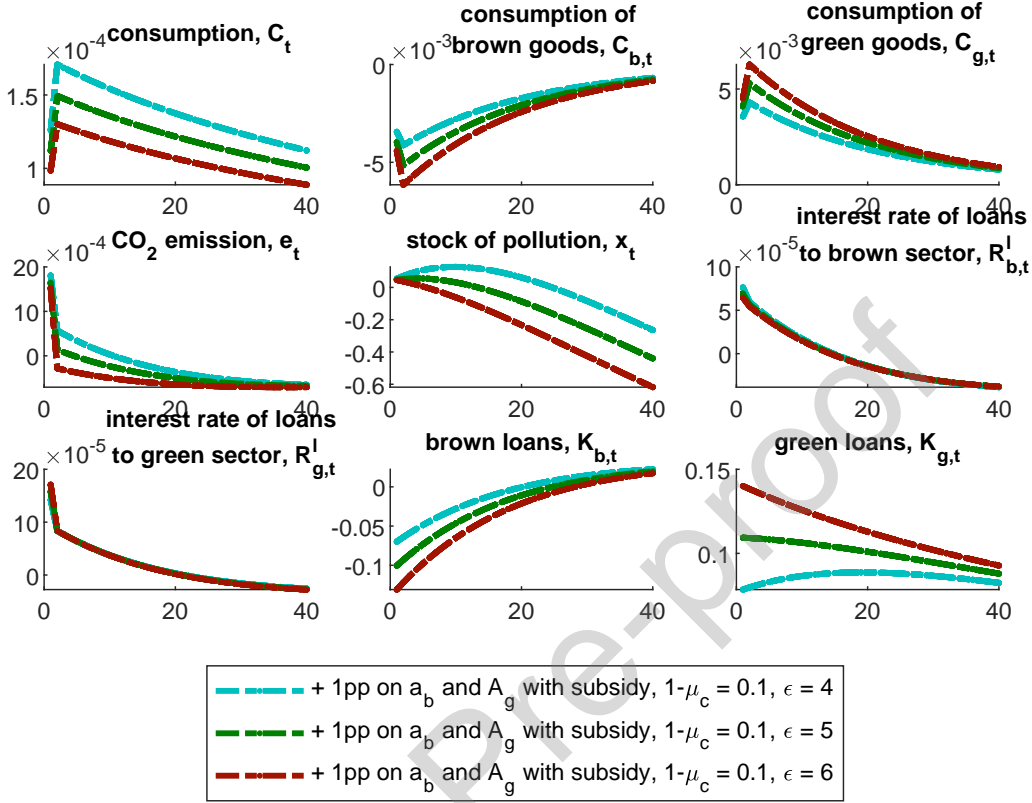 consumption, C_t
× 10^-4
1.5
1
0 20 40
consumption of
brown goods, C_b,t
× 10^-3
0
-5
0 20 40
consumption of
green goods, C_g,t
× 10^-3
5
0
0 20 40
CO_2 emission, e_t
× 10^-4
20
10
0
0 20 40
stock of pollution, x_t
0
-0.2
-0.4
-0.6
0 20 40
interest rate of loans
to brown sector, R^l_b,t
× 10^-5
10
5
0
0 20 40
interest rate of loans
to green sector, R^l_g,t
× 10^-5
20
10
0
0 20 40
brown loans, K_b,t
0
-0.05
-0.1
0 20 40
green loans, K_g,t
0.15
0.1
0 20 40
+ 1pp on a_b and A_g with subsidy, 1-μ_c = 0.1, ϵ = 4
+ 1pp on a_b and A_g with subsidy, 1-μ_c = 0.1, ϵ = 5
+ 1pp on a_b and A_g with subsidy, 1-μ_c = 0.1, ϵ = 6
Pre-proof